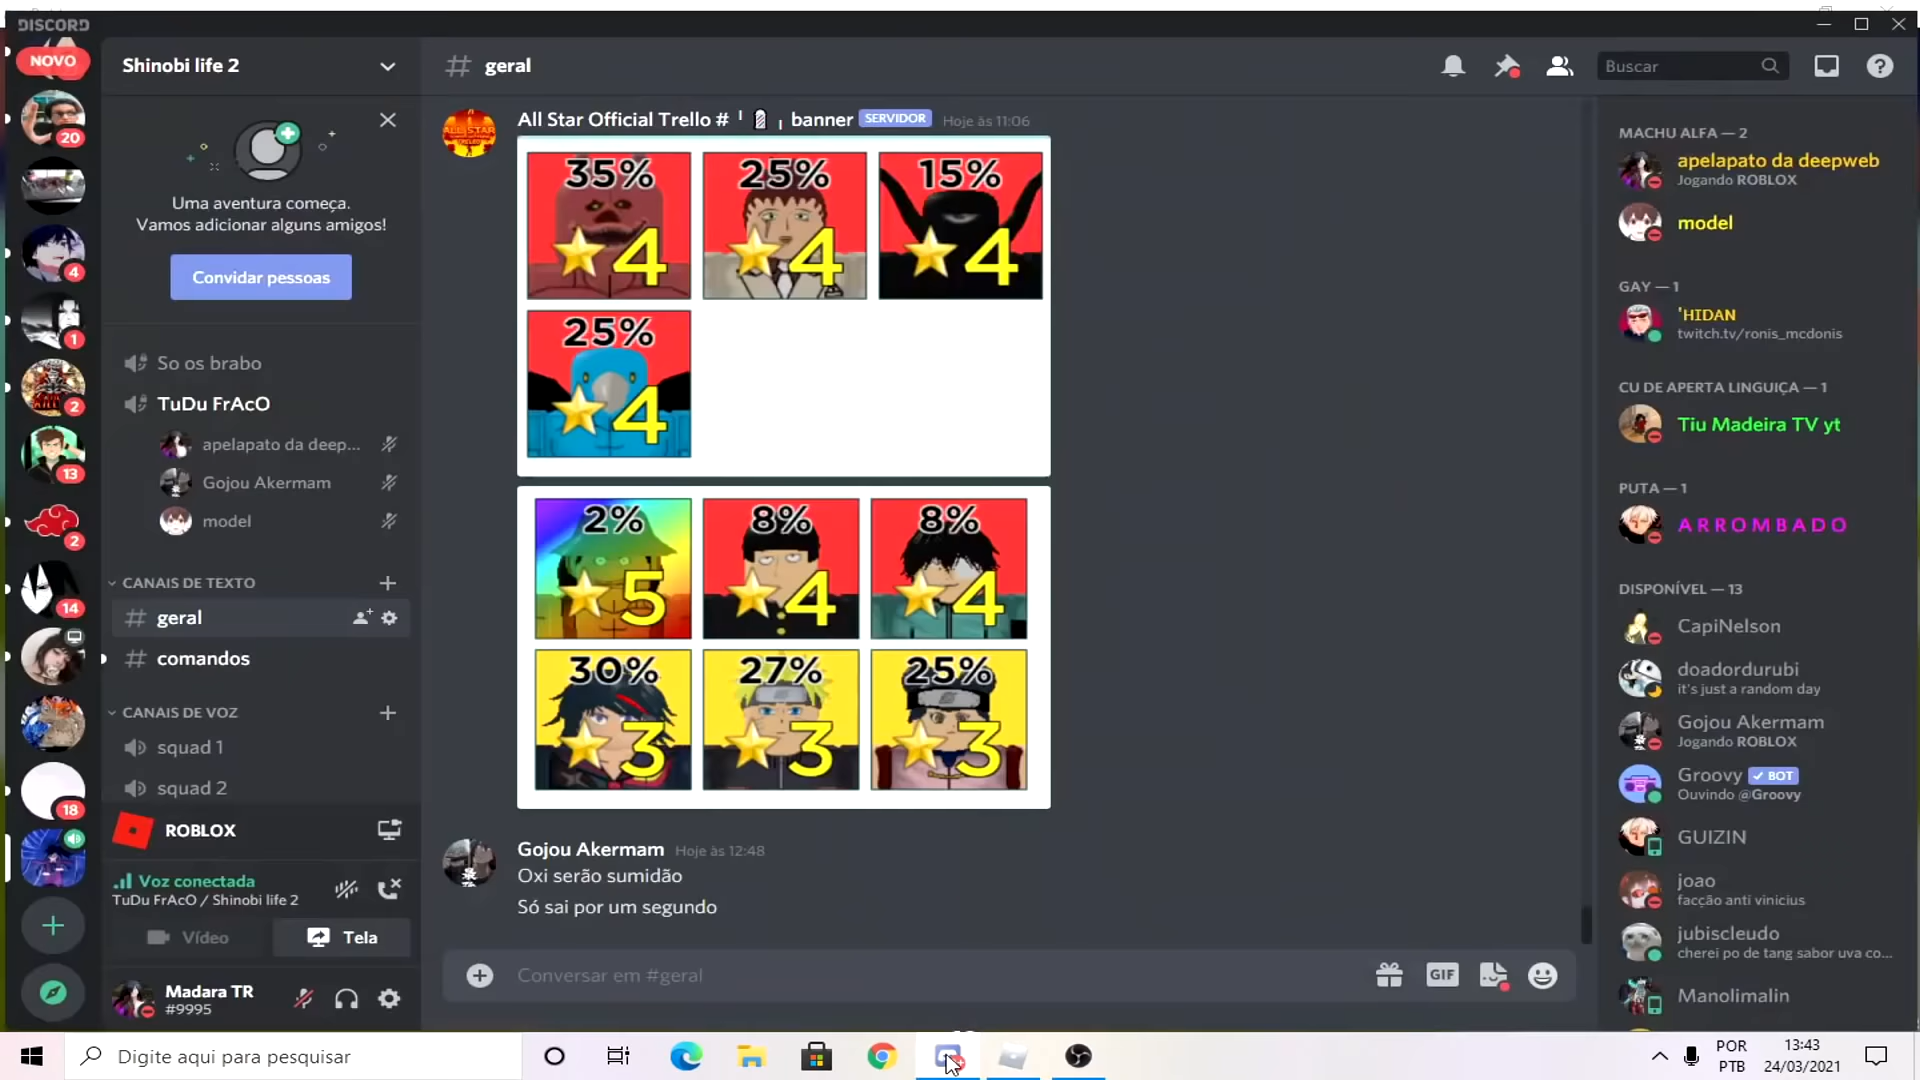 DISCORD
NOVO
20
4
1
2
13
2
14
18
Shinobi life 2
Uma aventura começa.
Vamos adicionar alguns amigos!
Convidar pessoas
So os brabo
TuDu FrAcO
apelapato da deep...
Gojou Akermam
model
CANAIS DE TEXTO
geral
comandos
CANAIS DE VOZ
squad 1
squad 2
ROBLOX
Voz conectada
TuDu FrAcO / Shinobi life 2
Vídeo
Tela
Madara TR
#9995
# geral
Buscar
All Star Official Trello # banner SERVIDOR Hoje às 11:06
35% 25% 15%
4 4 4
25%
4
2% 8% 8%
5 4 4
30% 27% 25%
3 3 3
Gojou Akermam Hoje às 12:48
Oxi serão sumidão
Só sai por um segundo
Conversar em #geral
GIF
MACHU ALFA — 2
apelapato da deepweb
Jogando ROBLOX
model
GAY — 1
'HIDAN
twitch.tv/ronis_mcdonis
CU DE APERTA LINGUIÇA — 1
Tiu Madeira TV yt
PUTA — 1
A R R O M B A D O
DISPONÍVEL — 13
CapiNelson
doadordurubi
it's just a random day
Gojou Akermam
Jogando ROBLOX
Groovy BOT
Ouvindo @Groovy
GUIZIN
joao
facção anti vinicius
jubiscleudo
cherei po de tang sabor uva co...
Manolimalin
Digite aqui para pesquisar
POR
PTB
13:43
24/03/2021